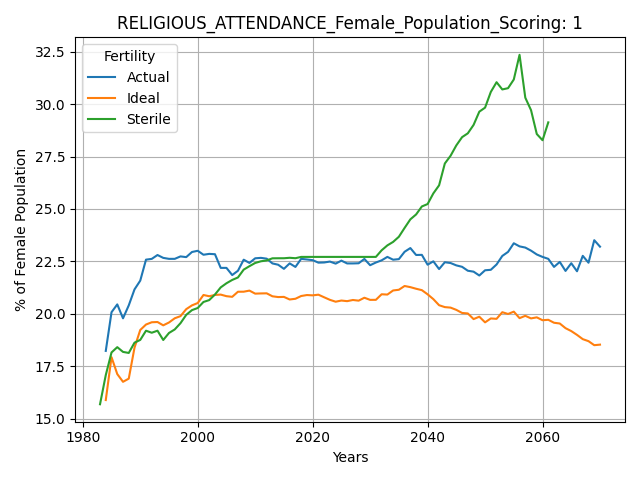 RELIGIOUS_ATTENDANCE_Female_Population_Scoring: 1
Fertility
Actual
Ideal
Sterile
% of Female Population
32.5
30.0
27.5
25.0
22.5
20.0
17.5
15.0
1980 2000 2020 2040 2060
Years